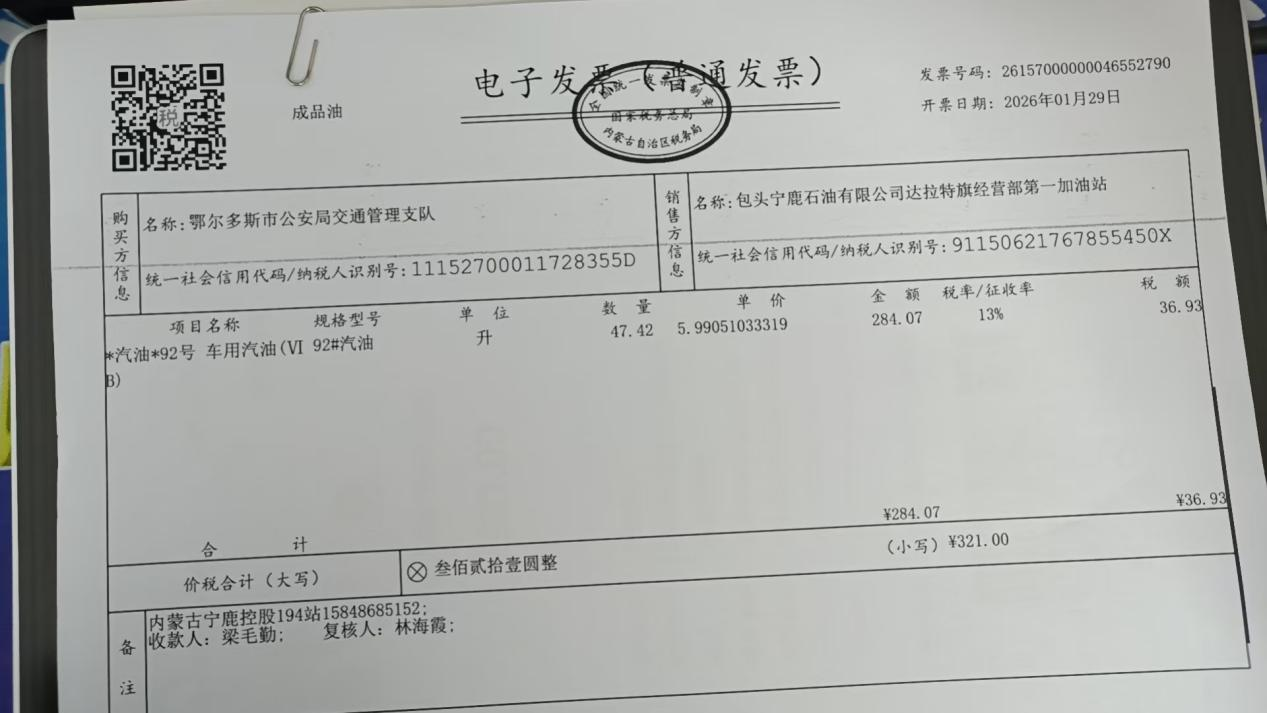 电子发票（普通发票）
税
成品油
全国统一发票监制章
国家税务总局
内蒙古自治区税务局
发票号码：26157000000046552790
开票日期：2026年01月29日
购买方信息
名称：鄂尔多斯市公安局交通管理支队
统一社会信用代码/纳税人识别号：11152700011728355D
销售方信息
名称：包头宁鹿石油有限公司达拉特旗经营部第一加油站
统一社会信用代码/纳税人识别号：91150621767855450X
项目名称 规格型号 单位 数量 单价 金额 税率/征收率 税额
*汽油*92号 车用汽油(VI 92#汽油 升 47.42 5.99051033319 284.07 13% 36.93
B)
合计 ¥284.07 ¥36.93
价税合计（大写） ⊗ 叁佰贰拾壹圆整 （小写）¥321.00
备注
内蒙古宁鹿控股194站15848685152;
收款人：梁毛勤; 复核人：林海霞;